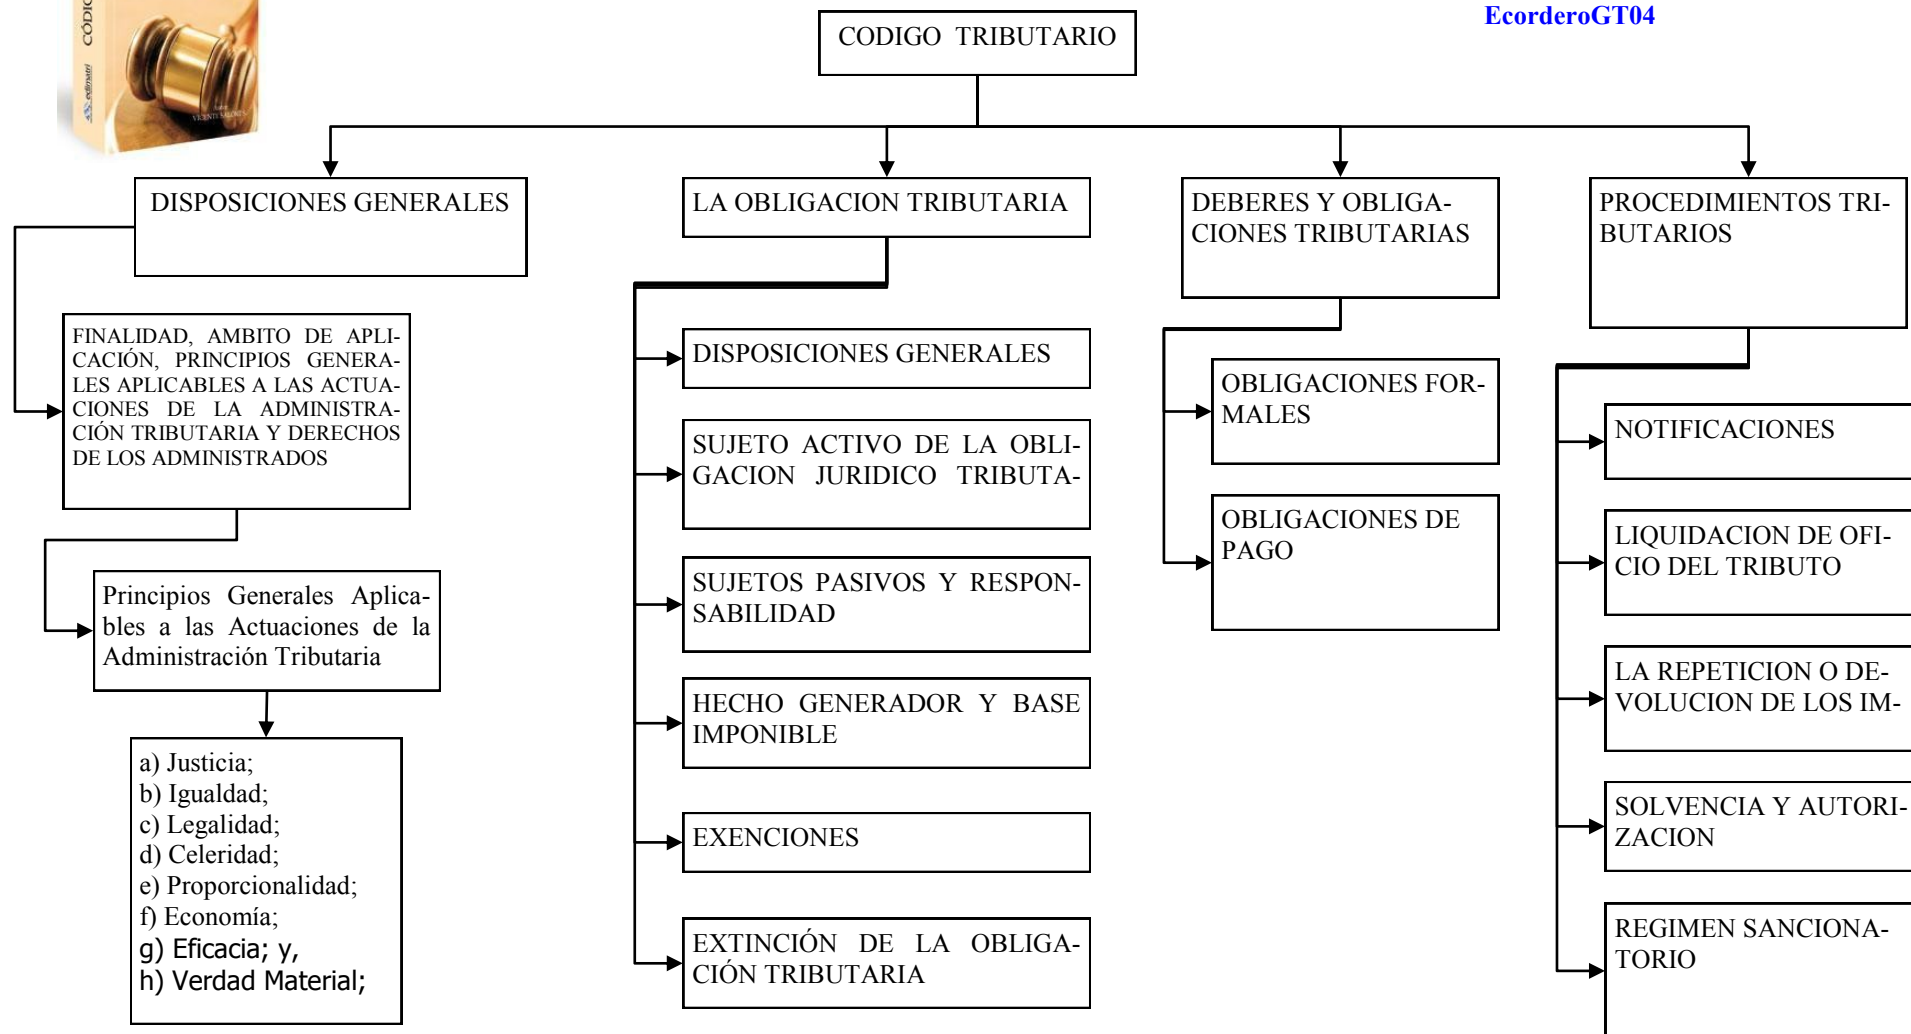 CÓDIG
edimatri
VICENTE SALORES
EcorderoGT04
CODIGO TRIBUTARIO
DISPOSICIONES GENERALES
FINALIDAD, AMBITO DE APLI-
CACIÓN, PRINCIPIOS GENERA-
LES APLICABLES A LAS ACTUA-
CIONES DE LA ADMINISTRA-
CIÓN TRIBUTARIA Y DERECHOS
DE LOS ADMINISTRADOS
Principios Generales Aplica-
bles a las Actuaciones de la
Administración Tributaria
a) Justicia;
b) Igualdad;
c) Legalidad;
d) Celeridad;
e) Proporcionalidad;
f) Economía;
g) Eficacia; y,
h) Verdad Material;
LA OBLIGACION TRIBUTARIA
DISPOSICIONES GENERALES
SUJETO ACTIVO DE LA OBLI-
GACION JURIDICO TRIBUTA-
SUJETOS PASIVOS Y RESPON-
SABILIDAD
HECHO GENERADOR Y BASE
IMPONIBLE
EXENCIONES
EXTINCIÓN DE LA OBLIGA-
CIÓN TRIBUTARIA
DEBERES Y OBLIGA-
CIONES TRIBUTARIAS
OBLIGACIONES FOR-
MALES
OBLIGACIONES DE
PAGO
PROCEDIMIENTOS TRI-
BUTARIOS
NOTIFICACIONES
LIQUIDACION DE OFI-
CIO DEL TRIBUTO
LA REPETICION O DE-
VOLUCION DE LOS IM-
SOLVENCIA Y AUTORI-
ZACION
REGIMEN SANCIONA-
TORIO